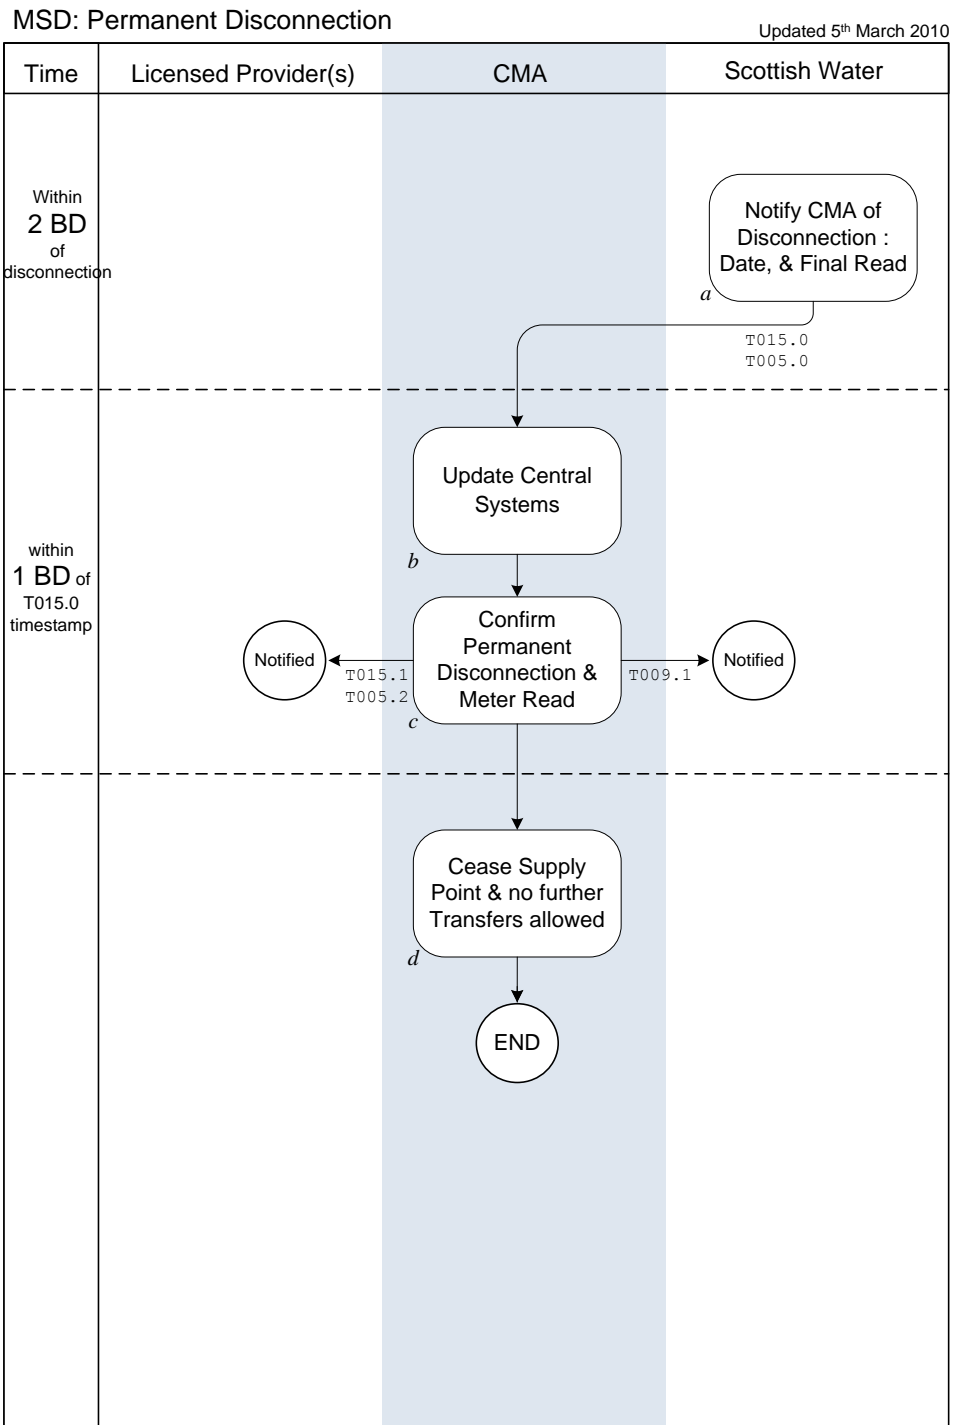 MSD: Permanent Disconnection
Updated 5th March 2010
Time
Licensed Provider(s)
CMA
Scottish Water
Within
2 BD
of
disconnection
Notify CMA of
Disconnection :
Date, & Final Read
a
T015.0
T005.0
Update Central
Systems
b
within
1 BD of
T015.0
timestamp
Confirm
Permanent
Disconnection &
Meter Read
c
Notified
T015.1
T005.2
T009.1
Notified
Cease Supply
Point & no further
Transfers allowed
d
END